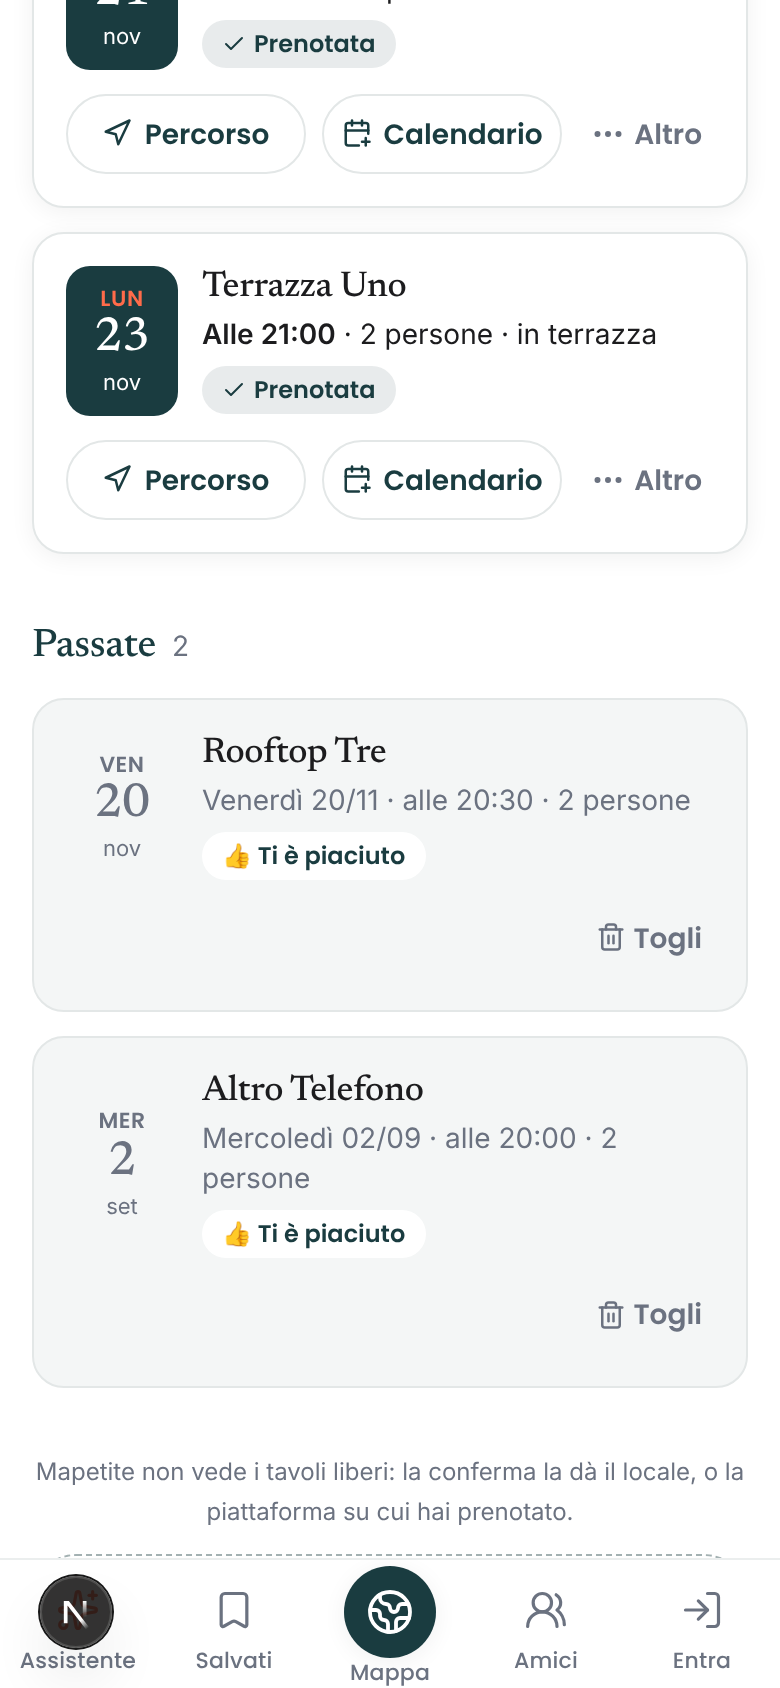 21
nov
Prenotata
Percorso
Calendario
Altro
LUN
23
nov
Terrazza Uno
Alle 21:00 · 2 persone · in terrazza
Prenotata
Percorso
Calendario
Altro
Passate 2
VEN
20
nov
Rooftop Tre
Venerdì 20/11 · alle 20:30 · 2 persone
👍 Ti è piaciuto
Togli
MER
2
set
Altro Telefono
Mercoledì 02/09 · alle 20:00 · 2
persone
👍 Ti è piaciuto
Togli
Mapetite non vede i tavoli liberi: la conferma la dà il locale, o la
piattaforma su cui hai prenotato.
N
Assistente
Salvati
Mappa
Amici
Entra